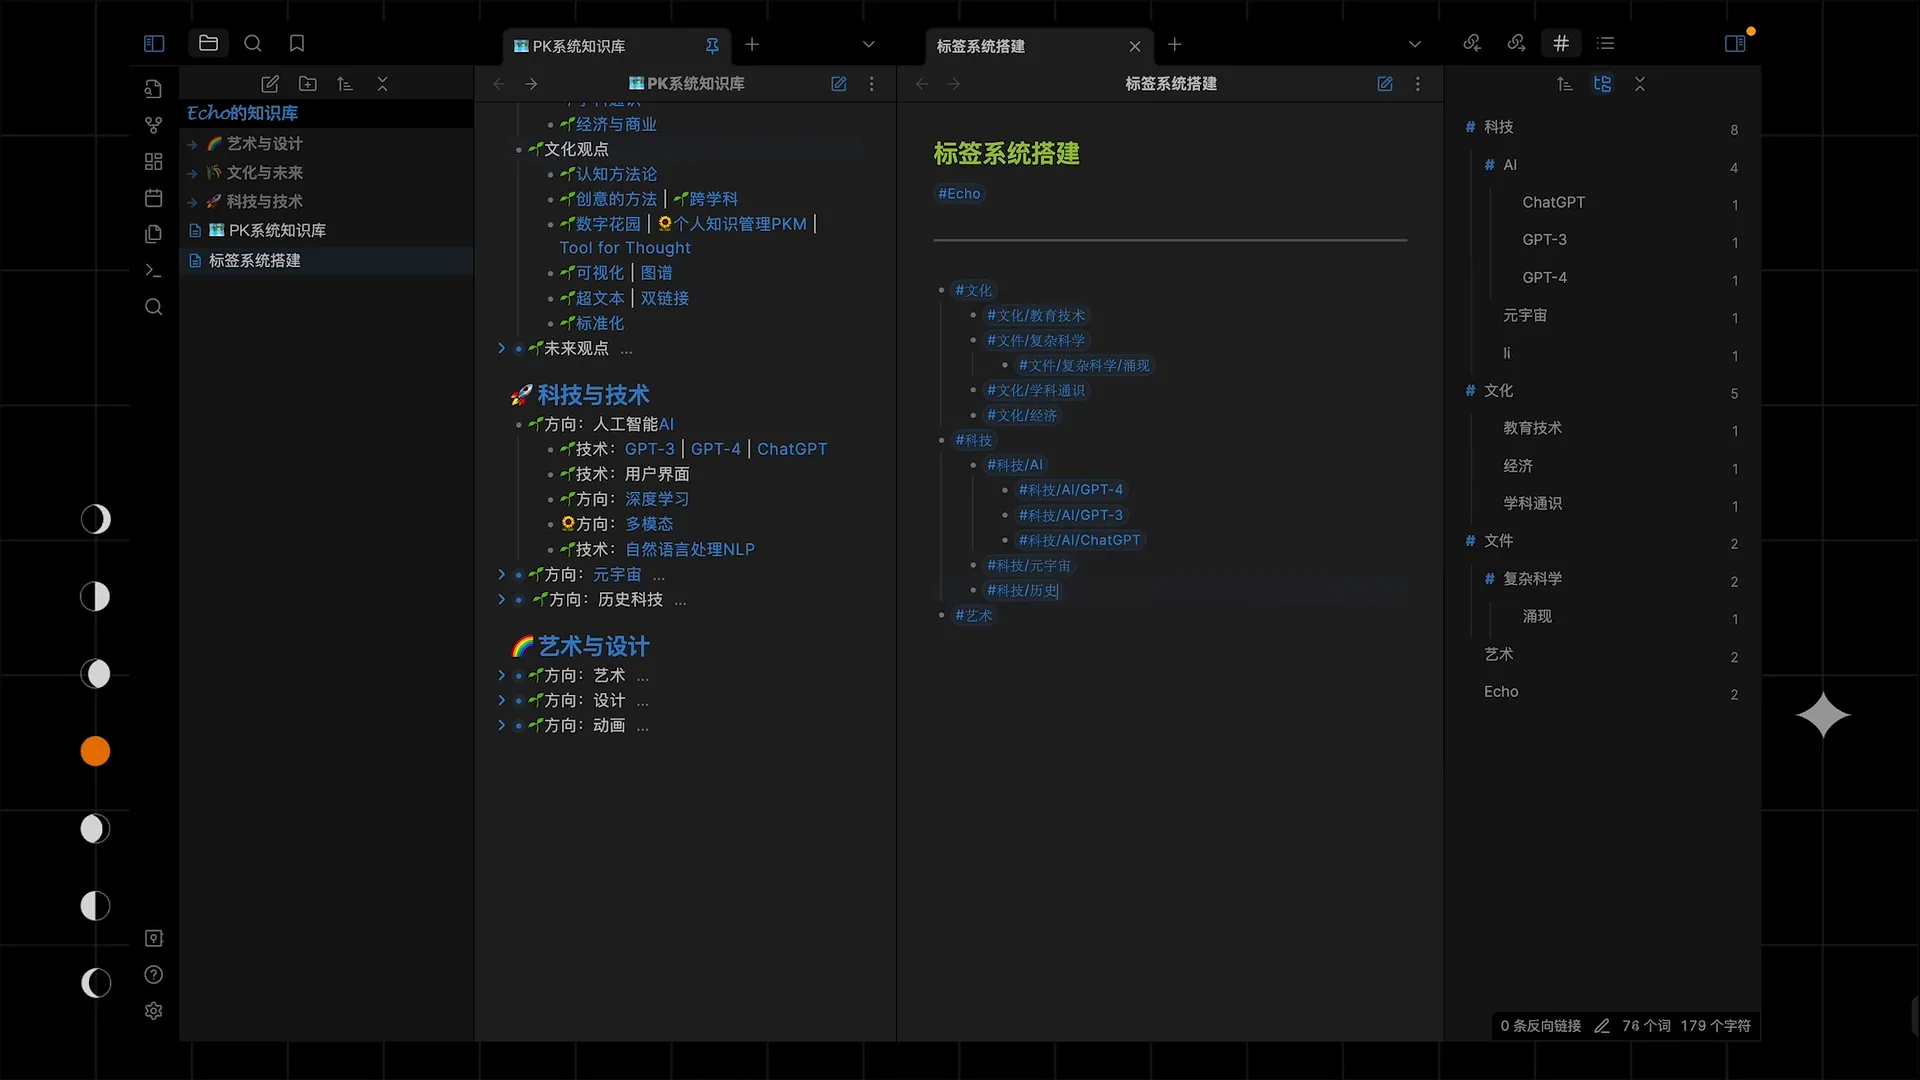 PK系统知识库
标签系统搭建
Echo的知识库
艺术与设计
文化与未来
科技与技术
PK系统知识库
标签系统搭建
PK系统知识库
经济与商业
文化观点
认知方法论
创意的方法 | 跨学科
数字花园 | 个人知识管理PKM |
Tool for Thought
可视化 | 图谱
超文本 | 双链接
标准化
未来观点 ...
科技与技术
方向：人工智能AI
技术：GPT-3 | GPT-4 | ChatGPT
技术：用户界面
方向：深度学习
方向：多模态
技术：自然语言处理NLP
方向：元宇宙 ...
方向：历史科技 ...
艺术与设计
方向：艺术 ...
方向：设计 ...
方向：动画 ...
标签系统搭建
标签系统搭建
#Echo
#文化
#文化/教育技术
#文件/复杂科学
#文件/复杂科学/涌现
#文化/学科通识
#文化/经济
#科技
#科技/AI
#科技/AI/GPT-4
#科技/AI/GPT-3
#科技/AI/ChatGPT
#科技/元宇宙
#科技/历史
#艺术
# 科技 8
# AI 4
ChatGPT 1
GPT-3 1
GPT-4 1
元宇宙 1
li 1
# 文化 5
教育技术 1
经济 1
学科通识 1
# 文件 2
# 复杂科学 2
涌现 1
艺术 2
Echo 2
0 条反向链接 76 个词 179 个字符